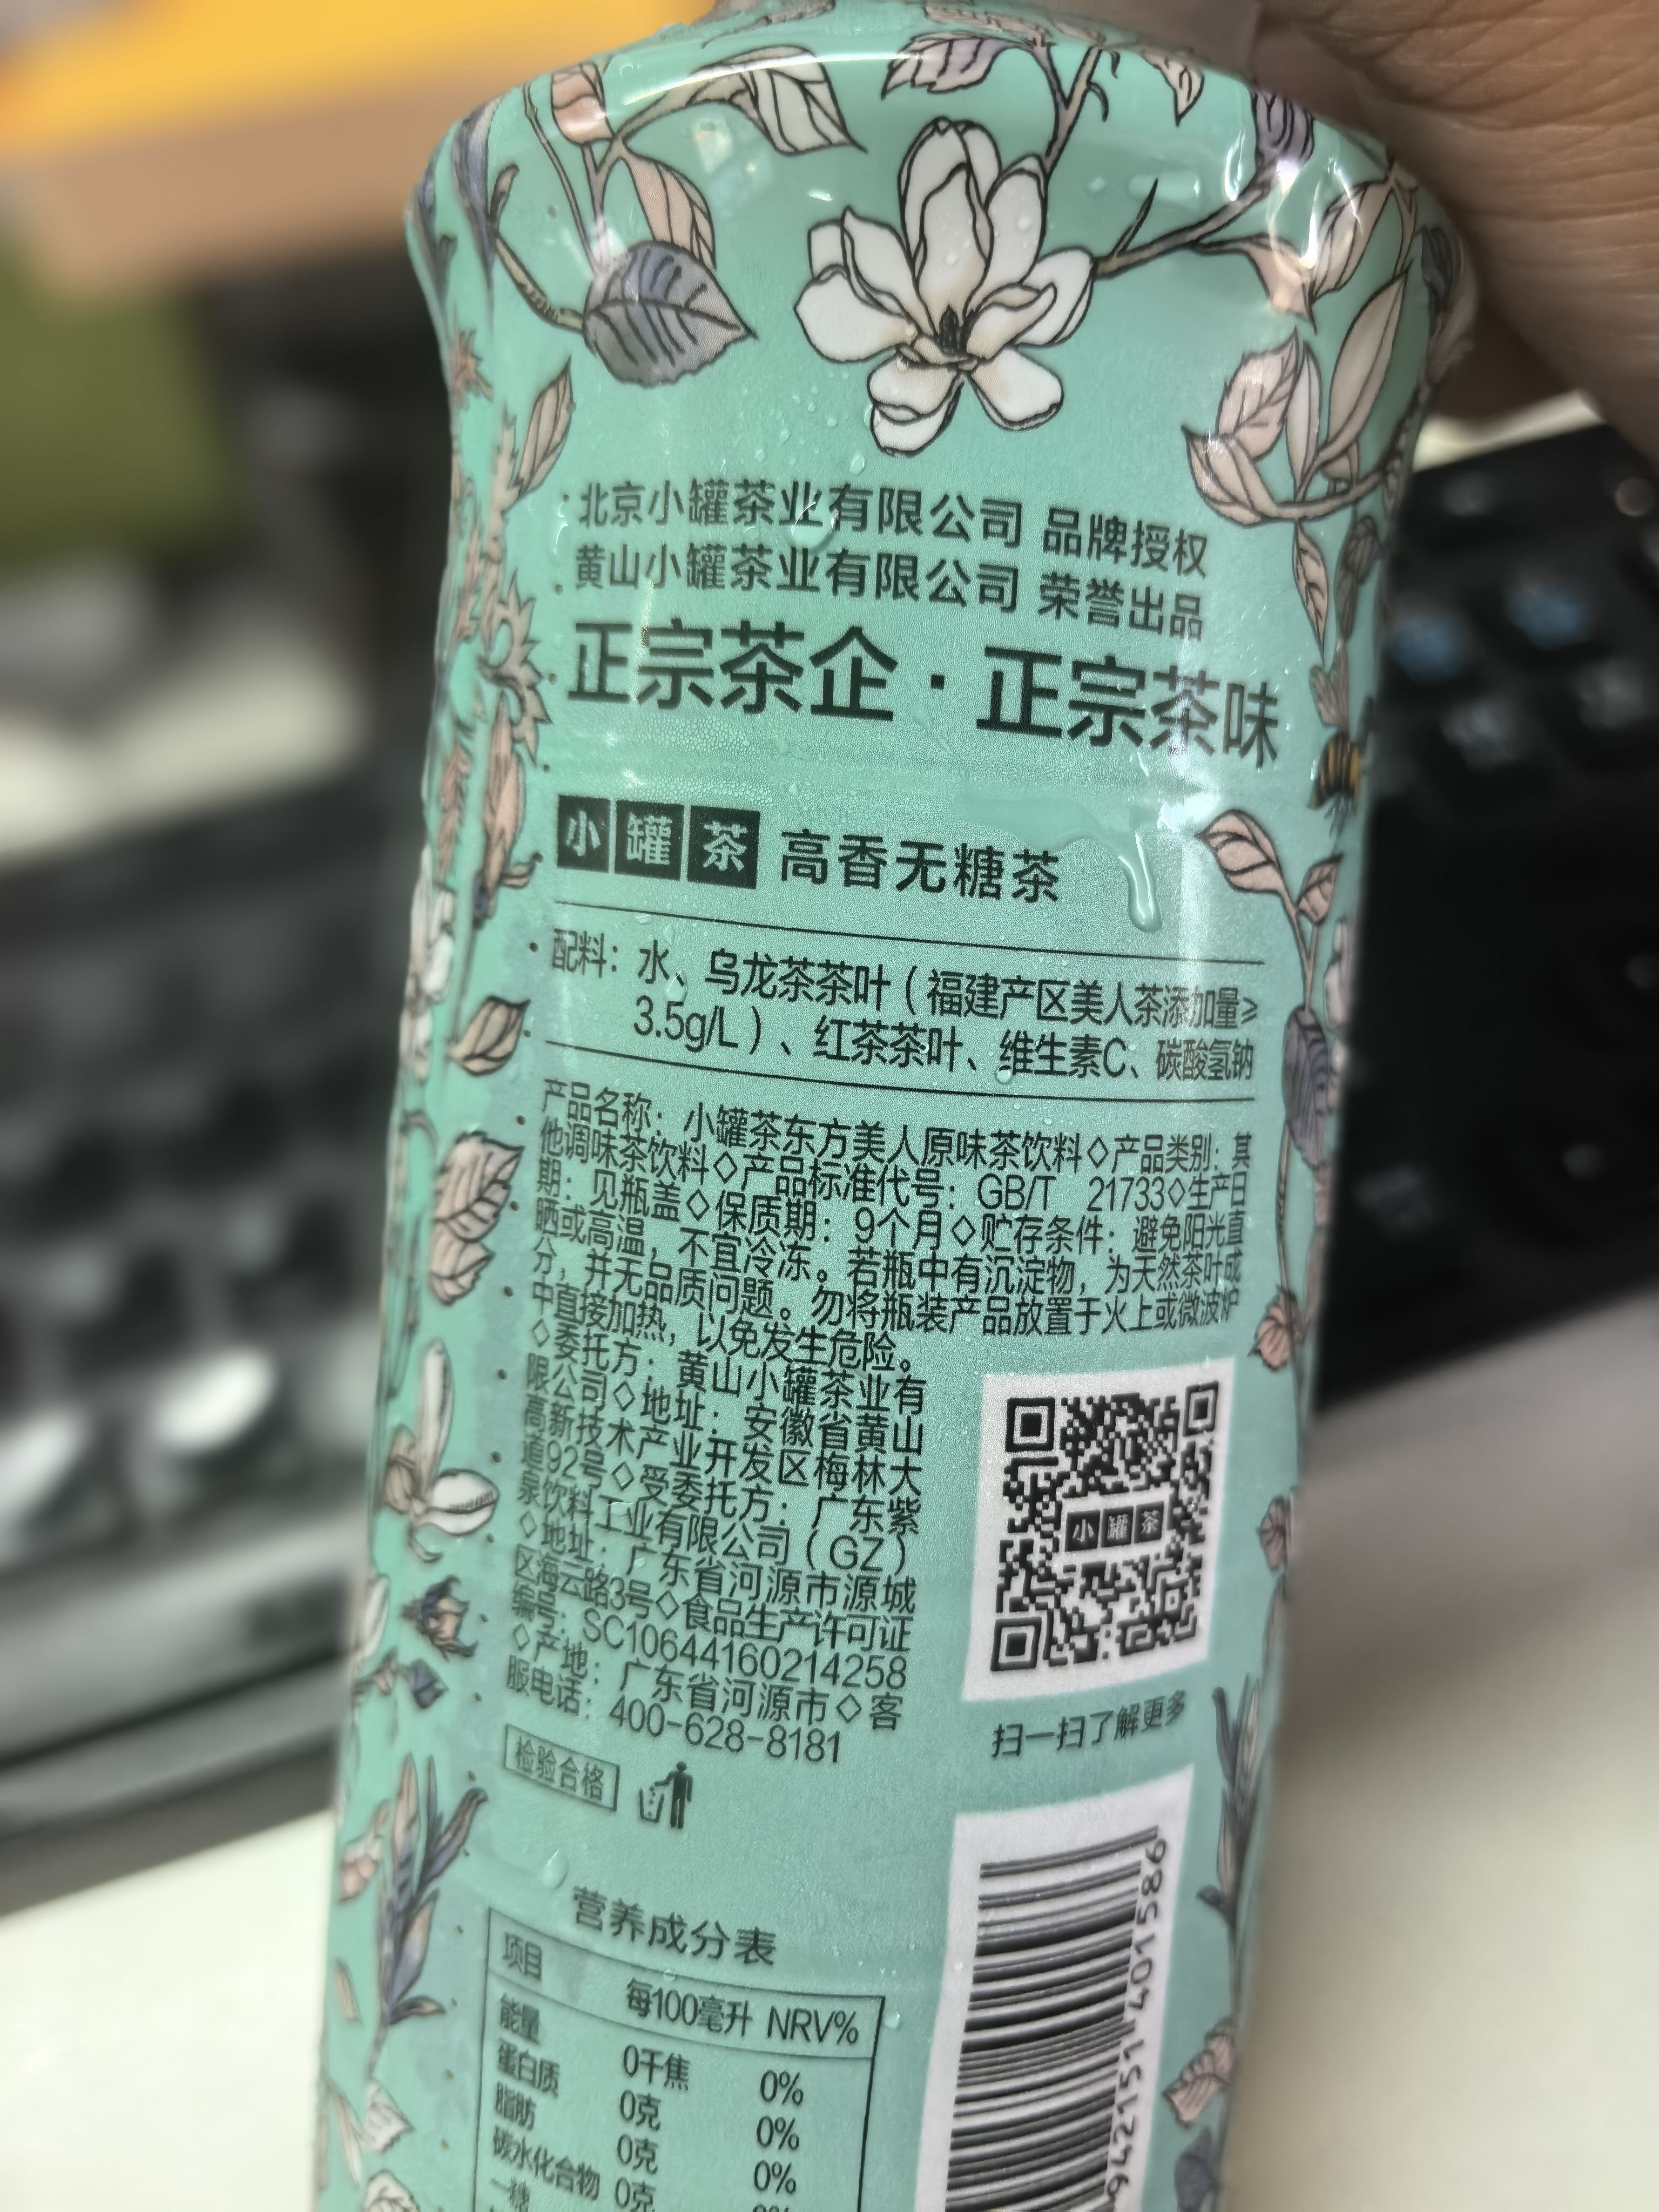 北京小罐茶业有限公司 品牌授权
黄山小罐茶业有限公司 荣誉出品
正宗茶企·正宗茶味
小罐茶 高香无糖茶
配料：水、乌龙茶茶叶（福建产区美人茶添加量≥
3.5g/L）、红茶茶叶、维生素C、碳酸氢钠
产品名称：小罐茶东方美人原味茶饮料◇产品类别：其
他调味茶饮料◇产品标准代号：GB/T 21733◇生产日
期：见瓶盖◇保质期：9个月◇贮存条件：避免阳光直
晒或高温，不宜冷冻。若瓶中有沉淀物，为天然茶叶成
分，并无品质问题。勿将瓶装产品放置于火上或微波炉
中直接加热，以免发生危险。
◇委托方：黄山小罐茶业有
限公司◇地址：安徽省黄山
高新技术产业开发区梅林大
道92号◇受委托方：广东紫
泉饮料工业有限公司（GZ）
◇地址：广东省河源市源城
区海云路3号◇食品生产许可证
编号：SC10644160214258
◇产地：广东省河源市◇客
服电话：400-628-8181
小罐茶
扫一扫了解更多
检验合格
营养成分表
项目 每100毫升 NRV%
能量 0千焦 0%
蛋白质 0克 0%
脂肪 0克 0%
碳水化合物 0克
—糖
942151 401586